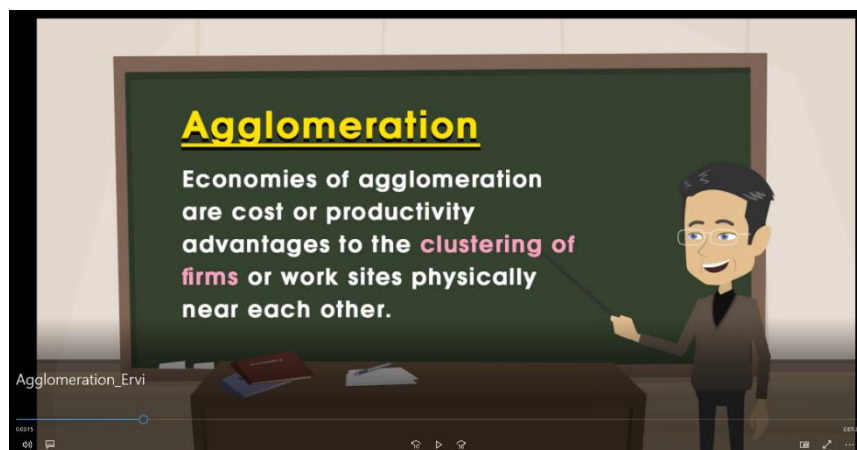 Agglomeration
Economies of agglomeration
are cost or productivity
advantages to the clustering of
firms or work sites physically
near each other.
Agglomeration_Ervi